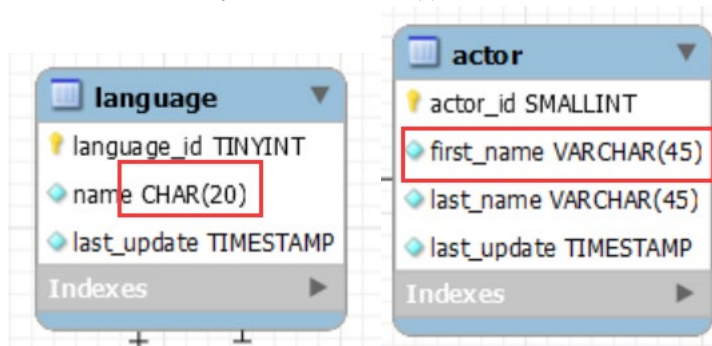 language
language_id TINYINT
name CHAR(20)
last_update TIMESTAMP
Indexes
actor
actor_id SMALLINT
first_name VARCHAR(45)
last_name VARCHAR(45)
last_update TIMESTAMP
Indexes